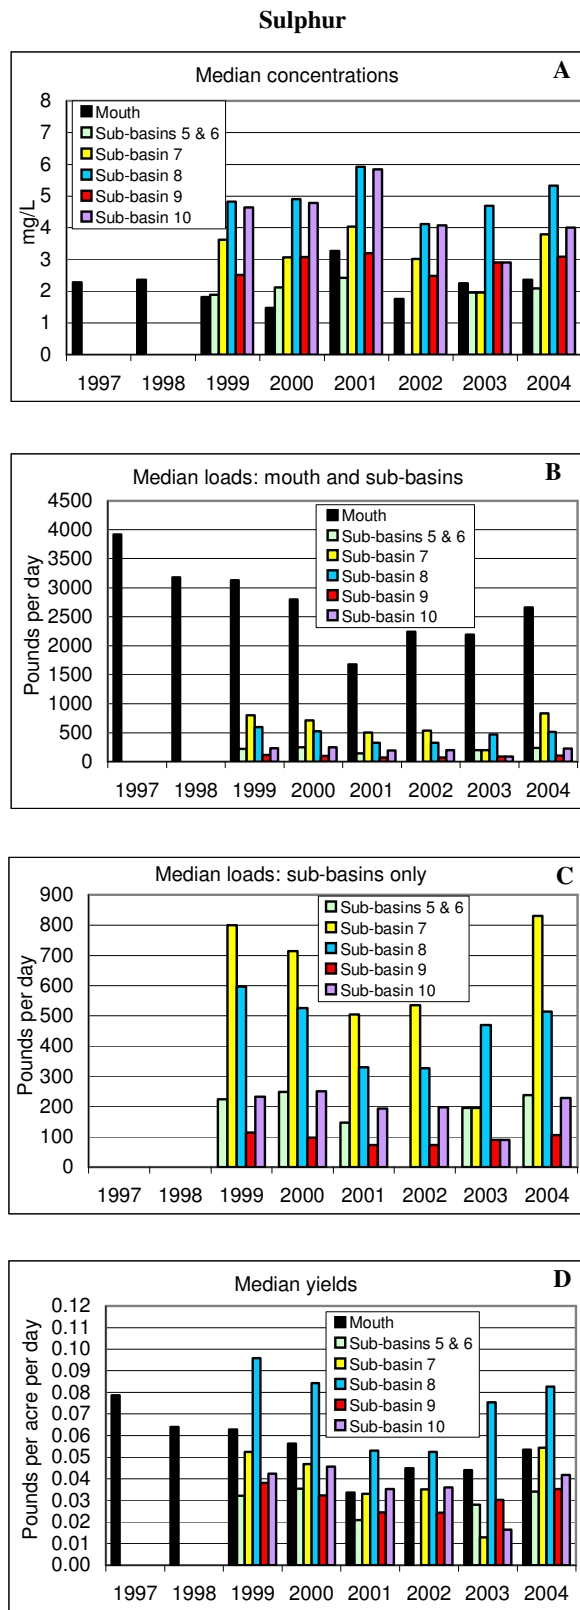 Sulphur
Median concentrations
A
mg/L
8
7
6
5
4
3
2
1
0
Mouth
Sub-basins 5 & 6
Sub-basin 7
Sub-basin 8
Sub-basin 9
Sub-basin 10
1997 1998 1999 2000 2001 2002 2003 2004
Median loads: mouth and sub-basins
B
Pounds per day
4500
4000
3500
3000
2500
2000
1500
1000
500
0
Mouth
Sub-basins 5 & 6
Sub-basin 7
Sub-basin 8
Sub-basin 9
Sub-basin 10
1997 1998 1999 2000 2001 2002 2003 2004
Median loads: sub-basins only
C
Pounds per day
900
800
700
600
500
400
300
200
100
0
Sub-basins 5 & 6
Sub-basin 7
Sub-basin 8
Sub-basin 9
Sub-basin 10
1997 1998 1999 2000 2001 2002 2003 2004
Median yields
D
Pounds per acre per day
0.12
0.11
0.10
0.09
0.08
0.07
0.06
0.05
0.04
0.03
0.02
0.01
0.00
Mouth
Sub-basins 5 & 6
Sub-basin 7
Sub-basin 8
Sub-basin 9
Sub-basin 10
1997 1998 1999 2000 2001 2002 2003 2004